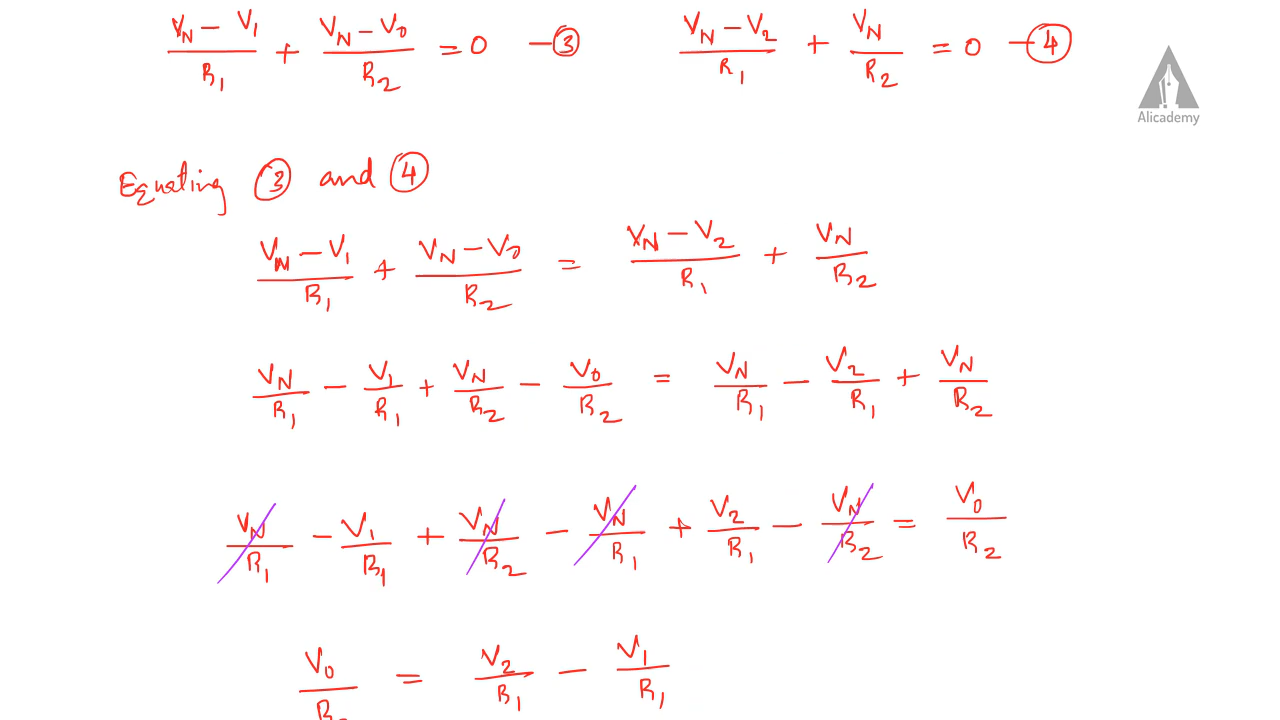 (V_N − V_1)/R_1 + (V_N − V_0)/R_2 = 0 — ③ (V_N − V_2)/R_1 + V_N/R_2 = 0 — ④
Alicademy
Equating ③ and ④
(V_N − V_1)/R_1 + (V_N − V_0)/R_2 = (V_N − V_2)/R_1 + V_N/R_2
V_N/R_1 − V_1/R_1 + V_N/R_2 − V_0/R_2 = V_N/R_1 − V_2/R_1 + V_N/R_2
V_N/R_1 − V_1/R_1 + V_N/R_2 − V_N/R_1 + V_2/R_1 − V_N/R_2 = V_0/R_2
V_0/R_2 = V_2/R_1 − V_1/R_1